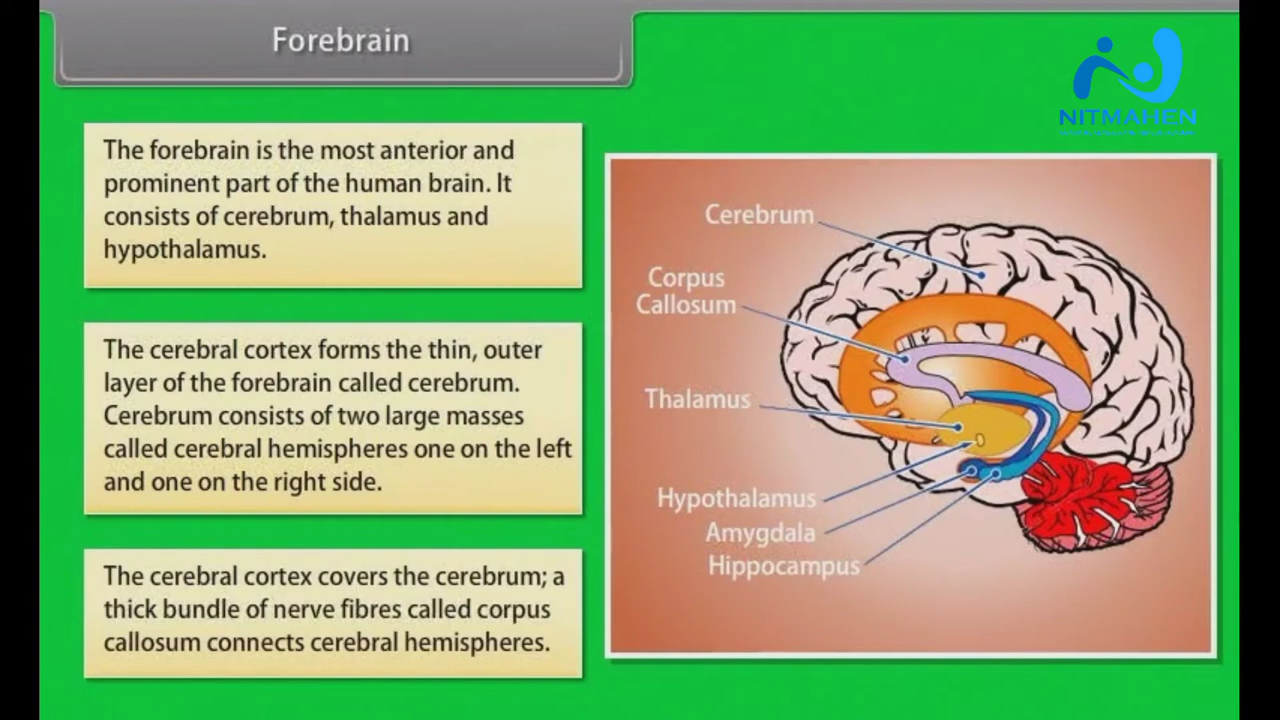 Forebrain
NITMAHEN
The forebrain is the most anterior and
prominent part of the human brain. It
consists of cerebrum, thalamus and
hypothalamus.
The cerebral cortex forms the thin, outer
layer of the forebrain called cerebrum.
Cerebrum consists of two large masses
called cerebral hemispheres one on the left
and one on the right side.
The cerebral cortex covers the cerebrum; a
thick bundle of nerve fibres called corpus
callosum connects cerebral hemispheres.
Cerebrum
Corpus
Callosum
Thalamus
Hypothalamus
Amygdala
Hippocampus